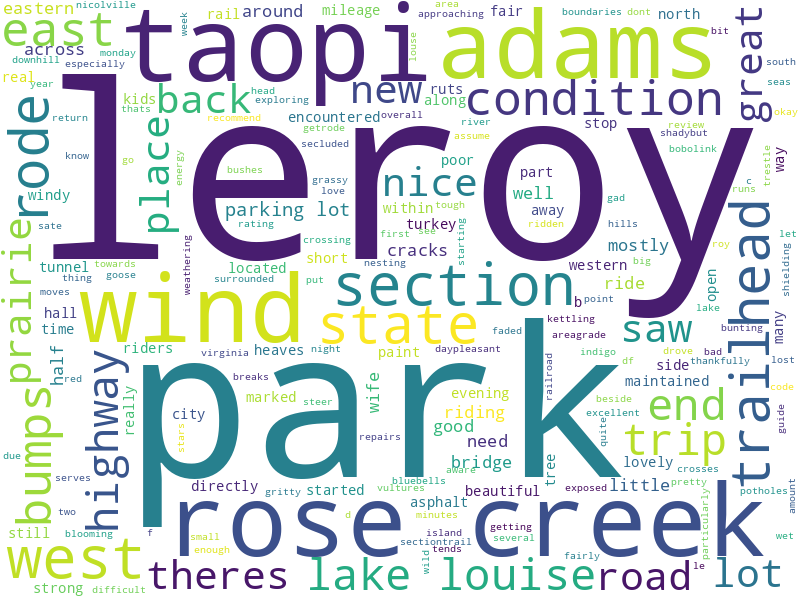 nicolville
eastern
rail
mileage
area
approaching
fair
boundaries
dont
bit
around
north
week
east
across
especially
monday
taopi
adams
louse
great
south
downhill
real
year
kids
thats
back
head
exploring
new
ruts
along
condition
seas
okay
return
encountered
overall
getrode
recommend
stop
review
shadybut
rode
place
know
go
energy
secluded
river
assume
bobolink
trestle
way
leroy
bushes
grassy
love
nice
part
well
away
c
runs
gad
windy
sate
parking lot
rating
tough
ridden
hills
roy
let
within
turkey
crossing
first
see
starting
mostly
trailhead
shielding
prairie
tunnel
thing
towards
goose
weathering
located
surrounded
short
cracks
nesting
western
big
open
moves
put
section
b
point
ride
lake
hall
time
wind
state
saw
kettling
areagrade
bunting
many
faded
indigo
df
drove
bad
thankfully
lost
red
half
highway
riders
virginia
heaves
night
paint
daypleasant
railroad
side
maintained
code
guide
bumps
really
breaks
steer
wife
evening
riding
beside
excellent
end
marked
city
stars
repairs
good
need
quite
trip
park
bridge
tree
lovely
crosses
due
aware
bluebells
vultures
beautiful
pretty
potholes
still
serves
directly
gritty
started
asphalt
exposed
little
particularly
amount
two
blooming
f
rose creek
small
enough
d
minutes
island
sectiontrail
getting
several
tends
fairly
wet
west
strong
difficult
theres
lake louise
wild
road
le
lot